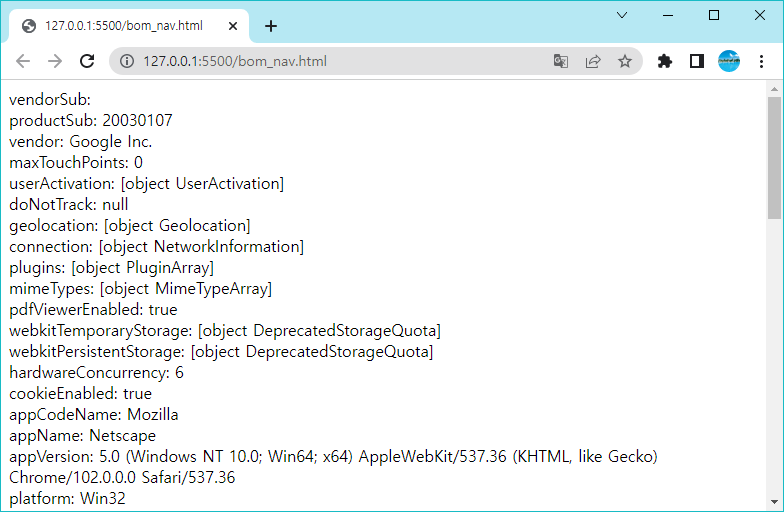 127.0.0.1:5500/bom_nav.html
127.0.0.1:5500/bom_nav.html
vendorSub:
productSub: 20030107
vendor: Google Inc.
maxTouchPoints: 0
userActivation: [object UserActivation]
doNotTrack: null
geolocation: [object Geolocation]
connection: [object NetworkInformation]
plugins: [object PluginArray]
mimeTypes: [object MimeTypeArray]
pdfViewerEnabled: true
webkitTemporaryStorage: [object DeprecatedStorageQuota]
webkitPersistentStorage: [object DeprecatedStorageQuota]
hardwareConcurrency: 6
cookieEnabled: true
appCodeName: Mozilla
appName: Netscape
appVersion: 5.0 (Windows NT 10.0; Win64; x64) AppleWebKit/537.36 (KHTML, like Gecko)
Chrome/102.0.0.0 Safari/537.36
platform: Win32